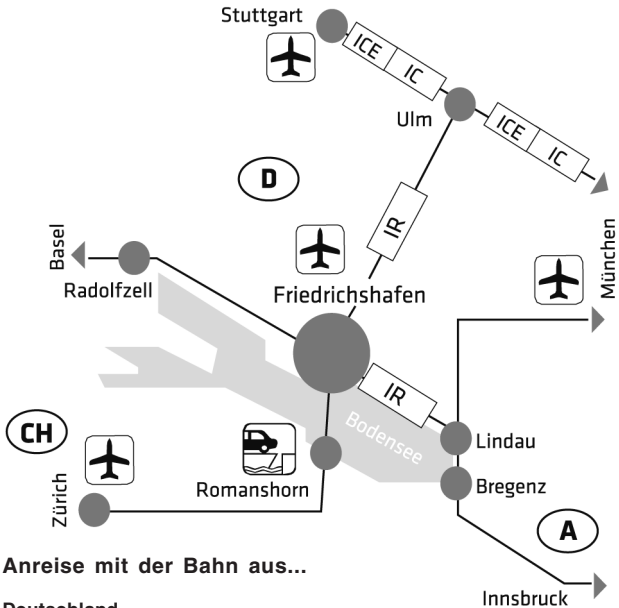 Stuttgart
ICE
IC
Ulm
ICE
IC
D
IR
Basel
Radolfzell
Friedrichshafen
München
IR
Bodensee
CH
Lindau
Zürich
Romanshorn
Bregenz
A
Anreise mit der Bahn aus...
Innsbruck
Deutschland